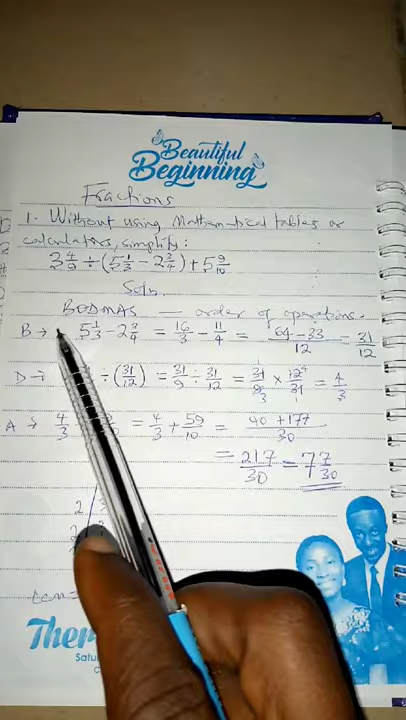 Beautiful
Beginning
Fractions
1. Without using Mathematical tables or
calculators, simplify:
3 4/9 ÷ (5 1/3 − 2 3/4) + 5 9/10
Soln.
BODMAS — order of operations.
B → 5 1/3 − 2 3/4 = 16/3 − 11/4 = 64 − 33/12 = 31/12
D → ÷ (31/12) = 31/9 ÷ 31/12 = 31/9 × 12/31 = 4/3
A → 4/3 = 4/3 + 59/10 = 40 + 177/30
= 217/30 = 7 7/30
2
2
Satu